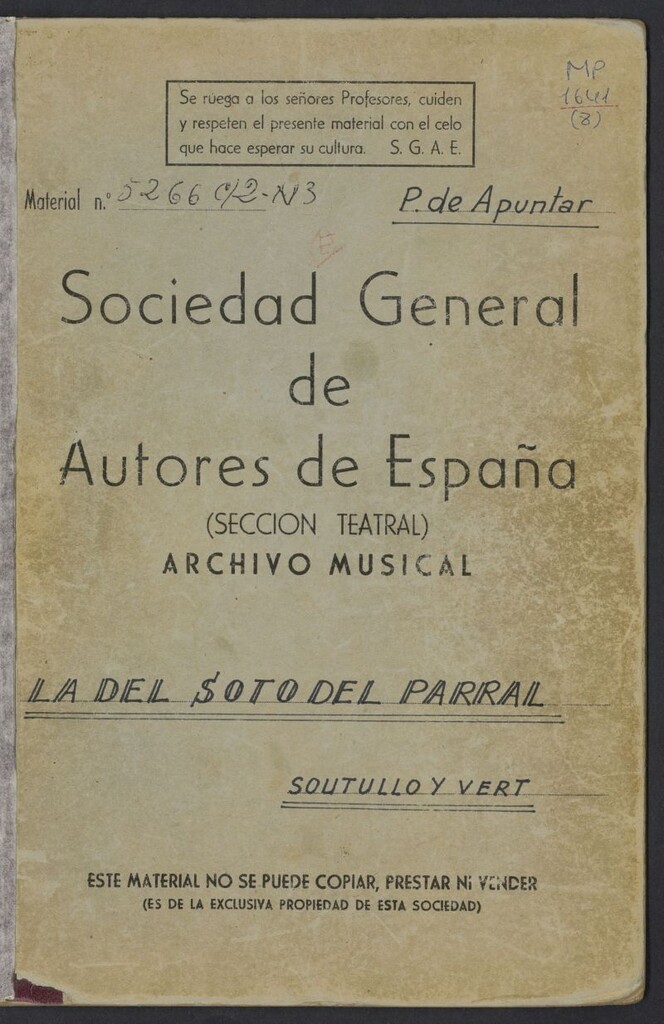 MP
1641
(8)
Se ruega a los señores Profesores, cuiden
y respeten el presente material con el celo
que hace esperar su cultura. S. G. A. E.
Material n.º 5266 c/2-N3
P. de Apuntar
E
Sociedad General
de
Autores de España
(SECCION TEATRAL)
ARCHIVO MUSICAL
LA DEL SOTO DEL PARRAL
SOUTULLO Y VERT
ESTE MATERIAL NO SE PUEDE COPIAR, PRESTAR NI VENDER
(ES DE LA EXCLUSIVA PROPIEDAD DE ESTA SOCIEDAD)